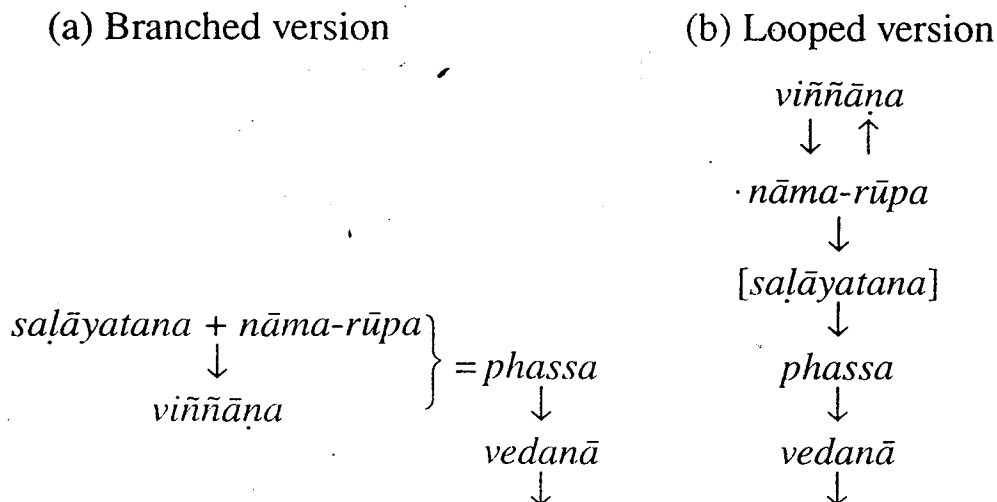 (a) Branched version
saḷāyatana + nāma-rūpa
↓
viññāṇa
} = phassa
↓
vedanā
↓
(b) Looped version
viññāṇa
↓ ↑
nāma-rūpa
↓
[saḷāyatana]
↓
phassa
↓
vedanā
↓